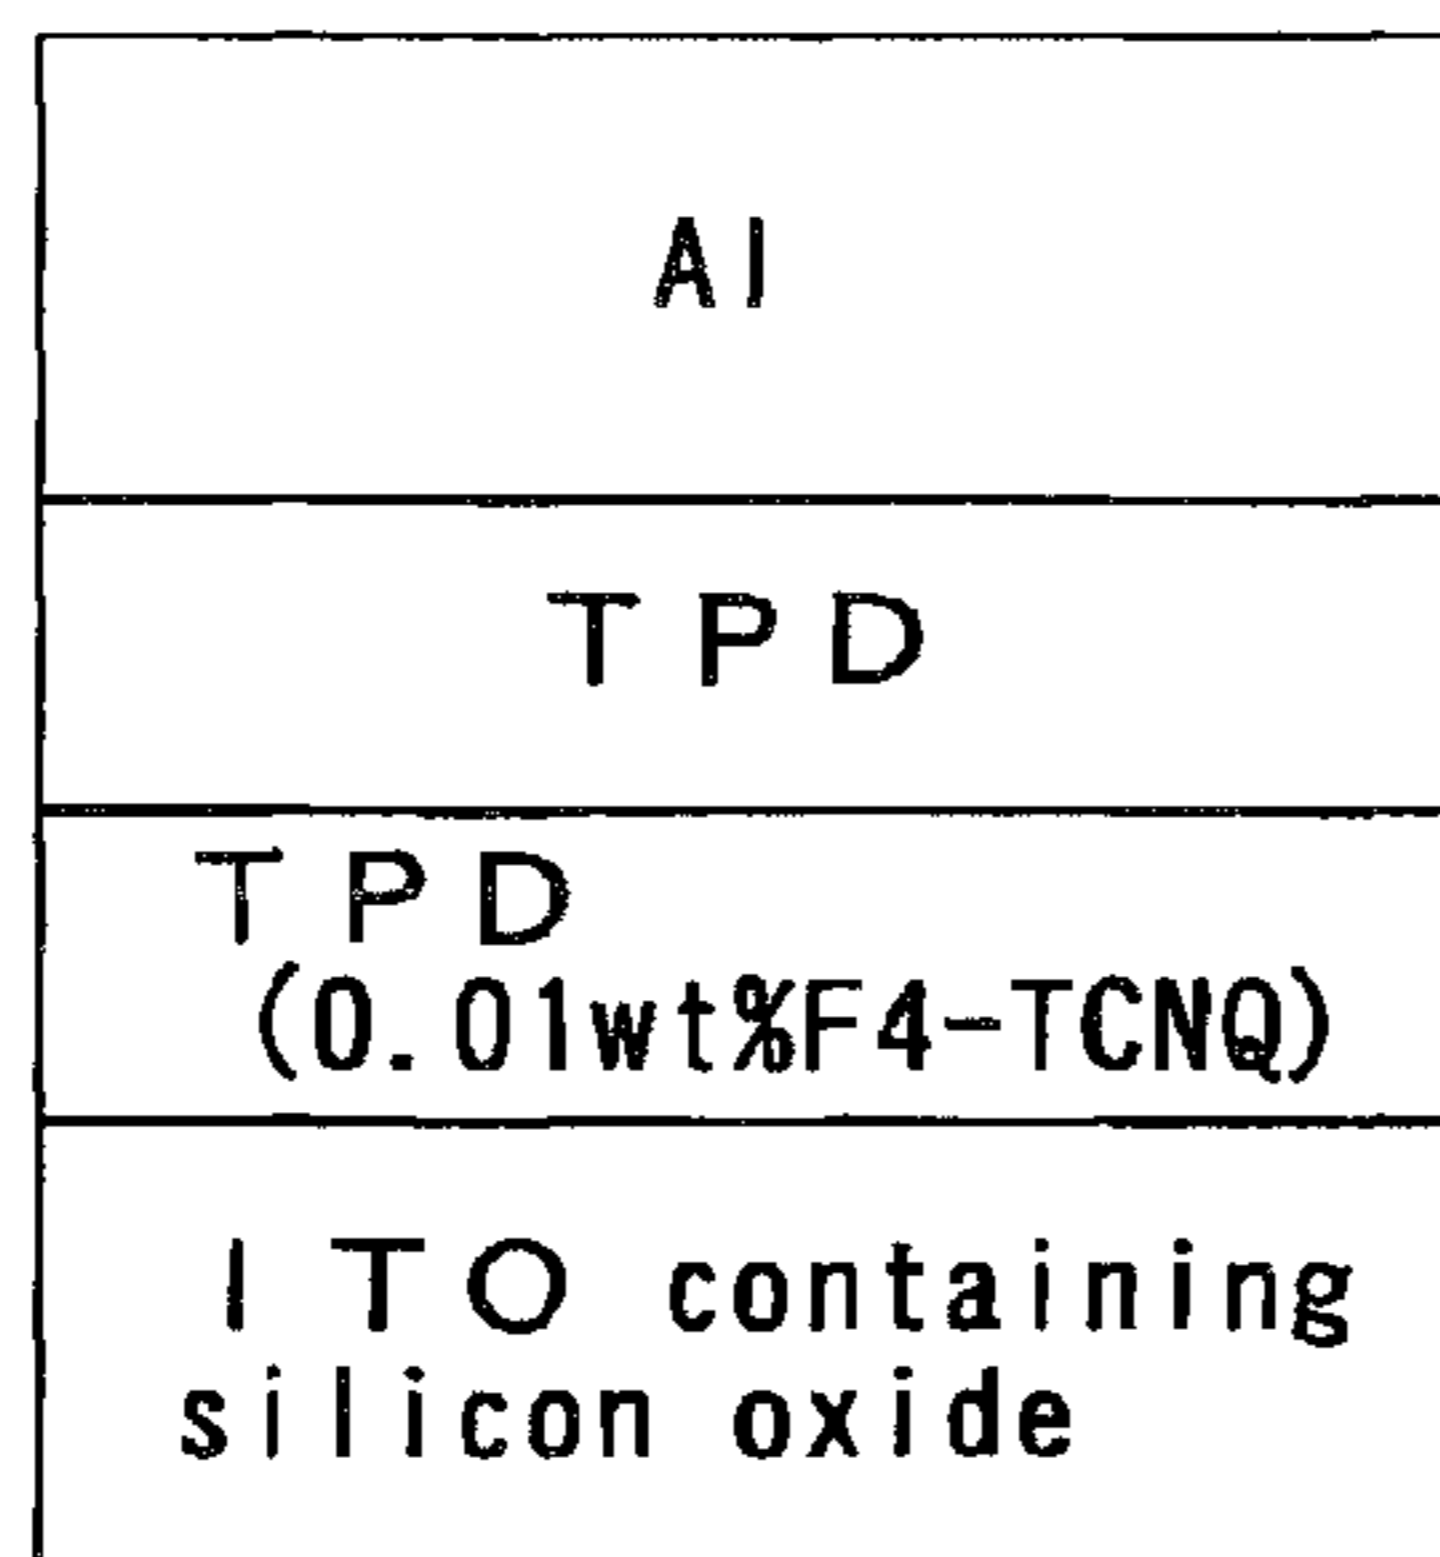 Al
TPD
TPD
(0.01wt%F4-TCNQ)
ITO containing
silicon oxide